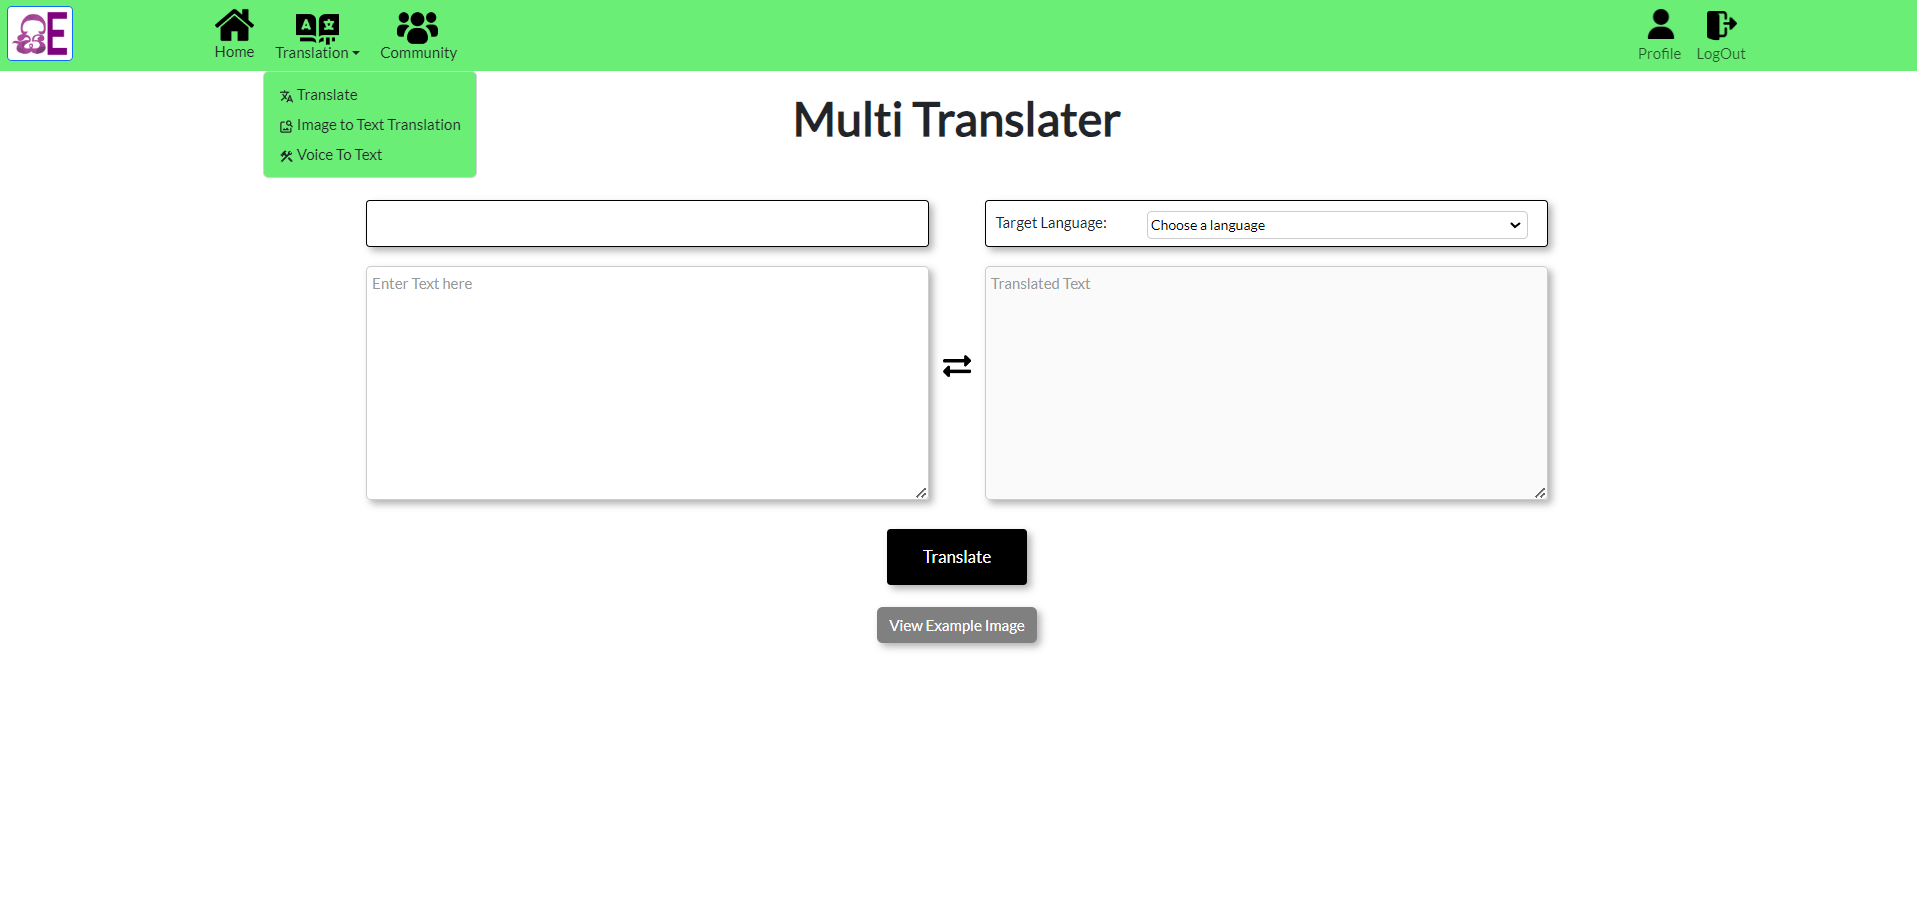 E
Home
Translation
Community
Profile
LogOut
Translate
Image to Text Translation
Voice To Text
Multi Translater
Target Language:
Choose a language
Enter Text here
Translated Text
Translate
View Example Image